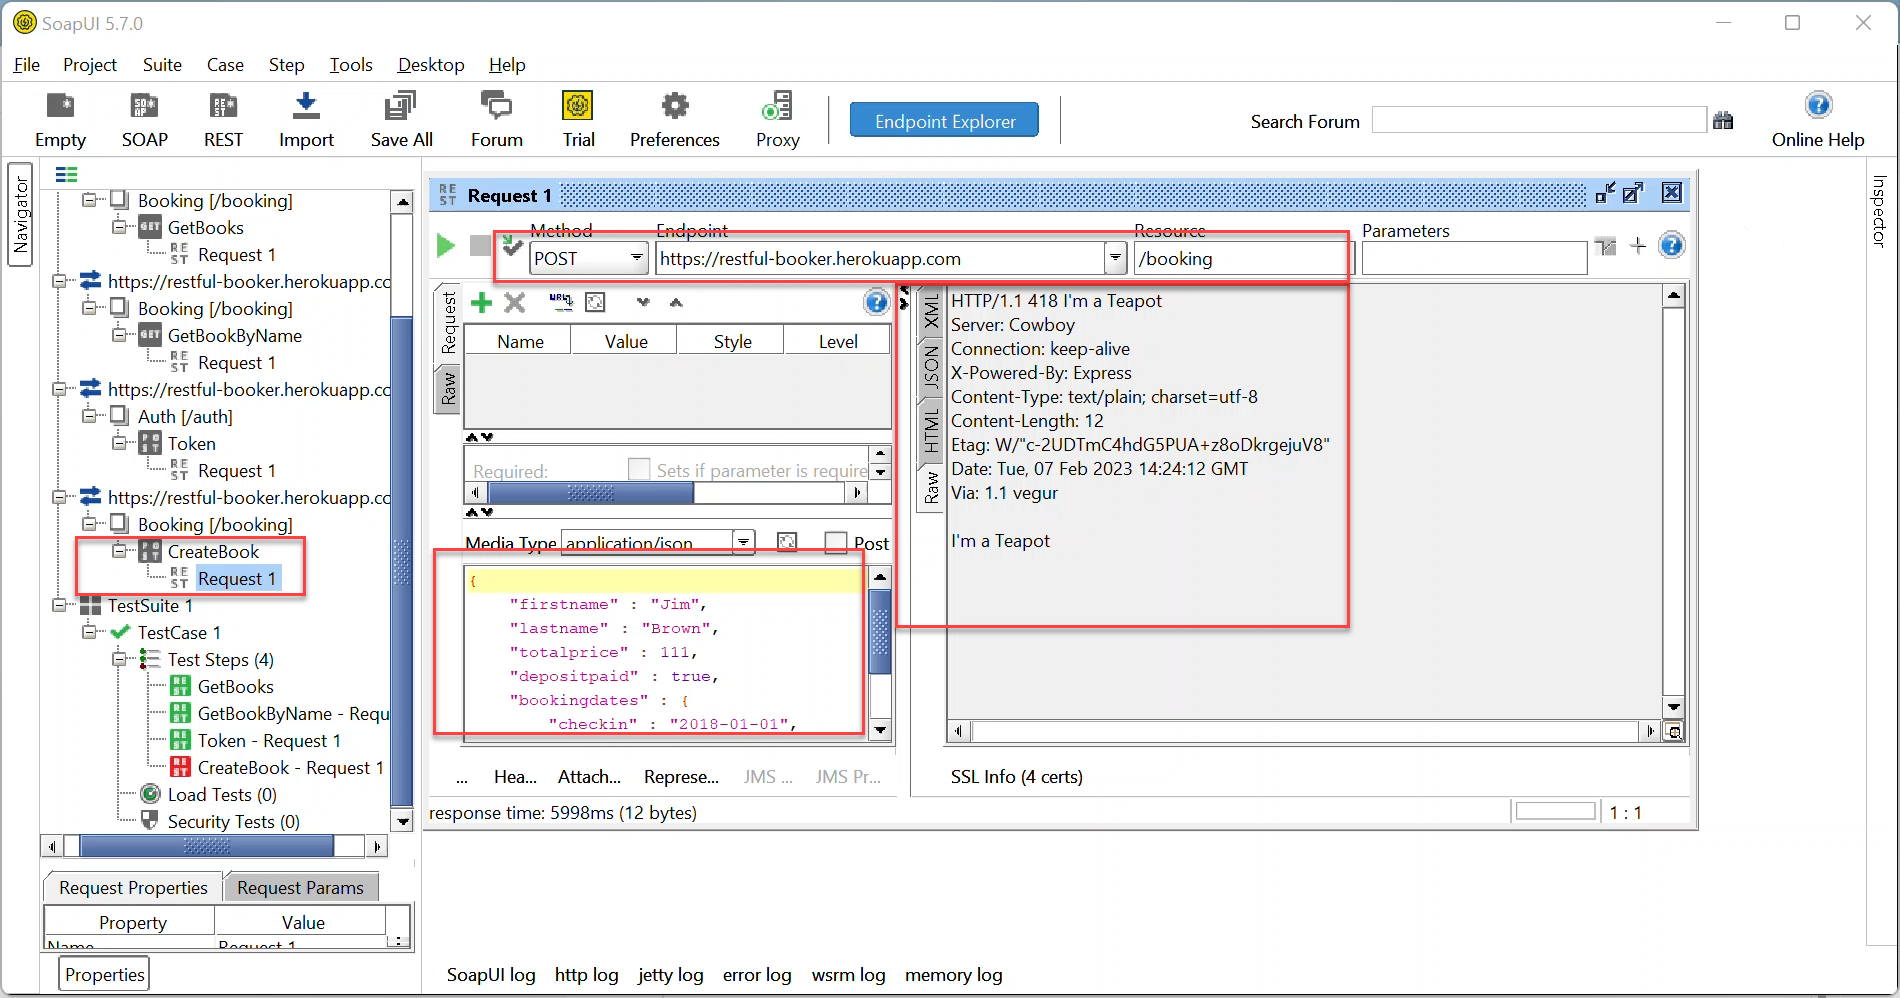 SoapUI 5.7.0
File Project Suite Case Step Tools Desktop Help
Empty SOAP REST Import Save All Forum Trial Preferences Proxy Endpoint Explorer Search Forum Online Help
Navigator
Booking [/booking]
GetBooks
Request 1
https://restful-booker.herokuapp.co
Booking [/booking]
GetBookByName
Request 1
https://restful-booker.herokuapp.co
Auth [/auth]
Token
Request 1
https://restful-booker.herokuapp.co
Booking [/booking]
CreateBook
Request 1
TestSuite 1
TestCase 1
Test Steps (4)
GetBooks
GetBookByName - Requ
Token - Request 1
CreateBook - Request 1
Load Tests (0)
Security Tests (0)
Request Properties Request Params
Property Value
Name Request 1
Properties
Request 1
Method Endpoint Resource Parameters
POST https://restful-booker.herokuapp.com /booking
Request
Raw
Name Value Style Level
Required: Sets if parameter is require
Media Type application/json Post
{
"firstname" : "Jim",
"lastname" : "Brown",
"totalprice" : 111,
"depositpaid" : true,
"bookingdates" : {
"checkin" : "2018-01-01",
... Hea... Attach... Represe... JMS ... JMS Pr...
response time: 5998ms (12 bytes)
XML
JSON
HTML
Raw
HTTP/1.1 418 I'm a Teapot
Server: Cowboy
Connection: keep-alive
X-Powered-By: Express
Content-Type: text/plain; charset=utf-8
Content-Length: 12
Etag: W/"c-2UDTmC4hdG5PUA+z8oDkrgejuV8"
Date: Tue, 07 Feb 2023 14:24:12 GMT
Via: 1.1 vegur
I'm a Teapot
SSL Info (4 certs)
1 : 1
Inspector
SoapUI log http log jetty log error log wsrm log memory log